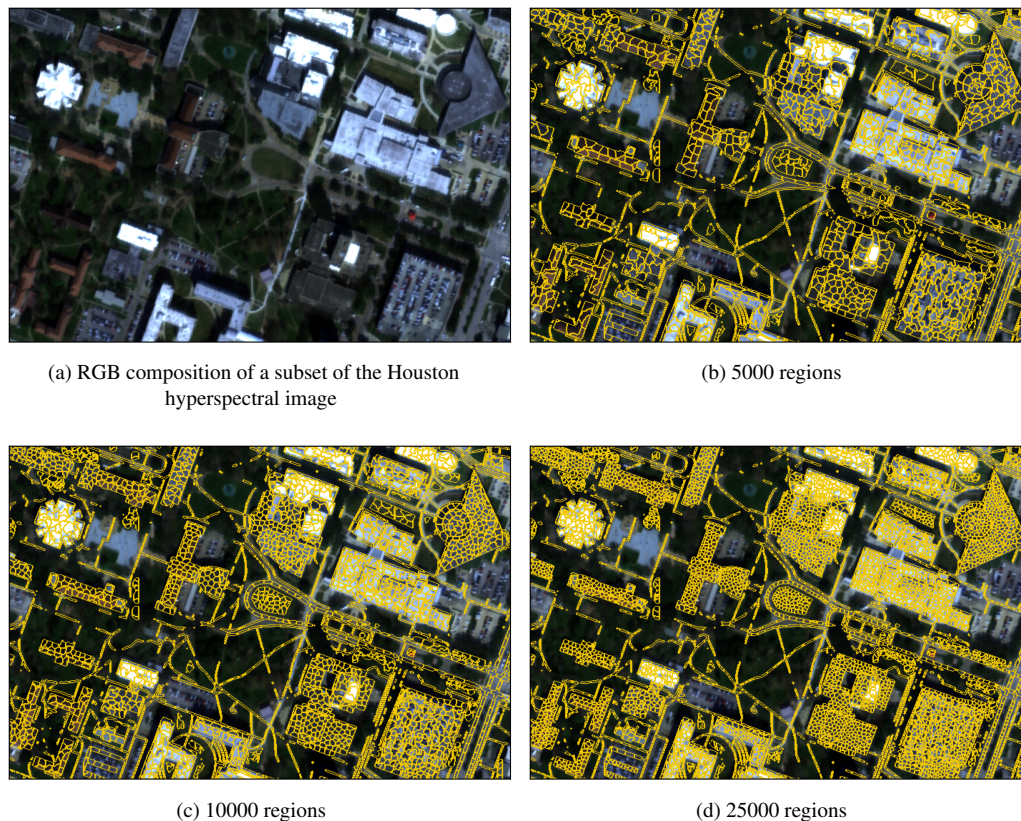 (a) RGB composition of a subset of the Houston
hyperspectral image
(b) 5000 regions
(c) 10000 regions
(d) 25000 regions